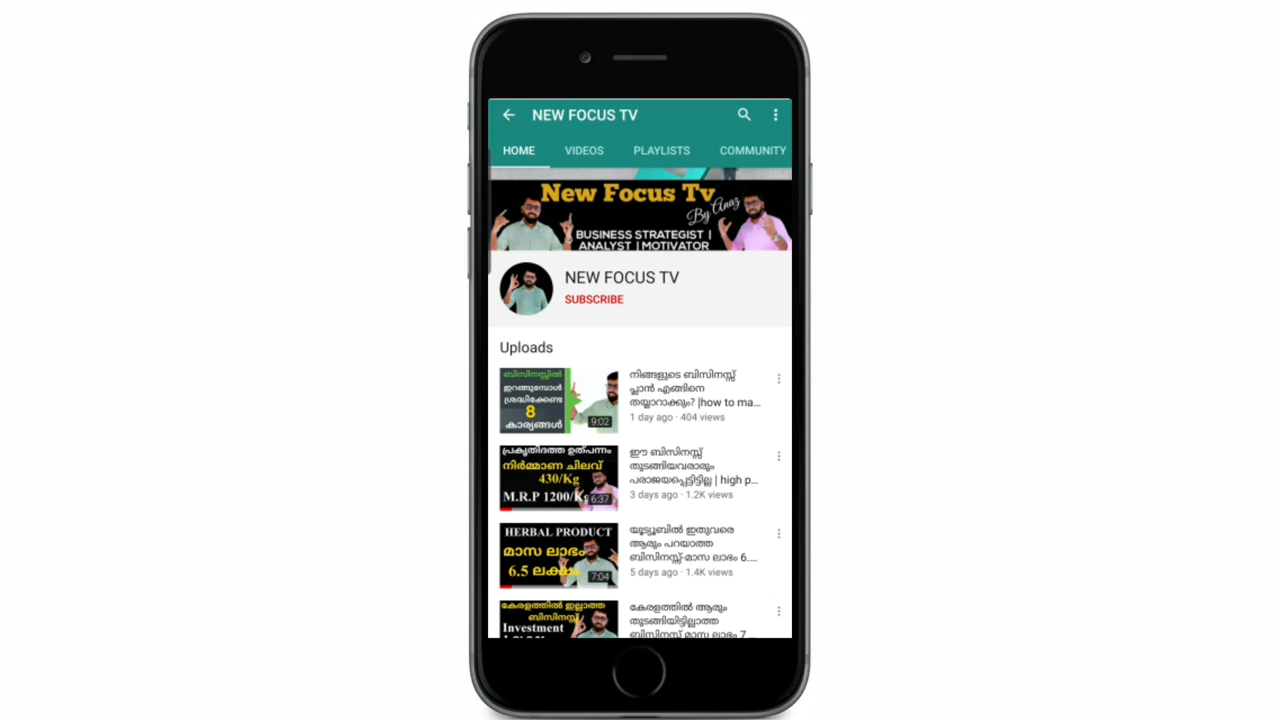 NEW FOCUS TV
HOME VIDEOS PLAYLISTS COMMUNITY
New Focus Tv
By Anaz
BUSINESS STRATEGIST |
ANALYST | MOTIVATOR
NEW FOCUS TV
SUBSCRIBE
Uploads
ബിസിനസ്സിൽ
ഇറങ്ങുമ്പോൾ
ശ്രദ്ധിക്കേണ്ട
8
കാര്യങ്ങൾ
9:02
നിങ്ങളുടെ ബിസിനസ്സ്
പ്ലാൻ എങ്ങിനെ
തയ്യാറാക്കും? |how to ma...
1 day ago · 404 views
പ്രകൃതിദത്ത ഉത്പന്നം
നിർമ്മാണ ചിലവ്
430/Kg
M.R.P 1200/Kg
6:37
ഈ ബിസിനസ്സ്
തുടങ്ങിയവരാരും
പരാജയപ്പെട്ടിട്ടില്ല | high p...
3 days ago · 1.2K views
HERBAL PRODUCT
മാസ ലാഭം
6.5 ലക്ഷം
7:04
യൂട്യൂബിൽ ഇതുവരെ
ആരും പറയാത്ത
ബിസിനസ്സ്-മാസ ലാഭം 6....
5 days ago · 1.4K views
കേരളത്തിൽ ഇല്ലാത്ത
ബിസിനസ്സ്
Investment
കേരളത്തിൽ ആരും
തുടങ്ങിയിട്ടില്ലാത്ത
ബിസിനസ് മാസ ലാഭം 7